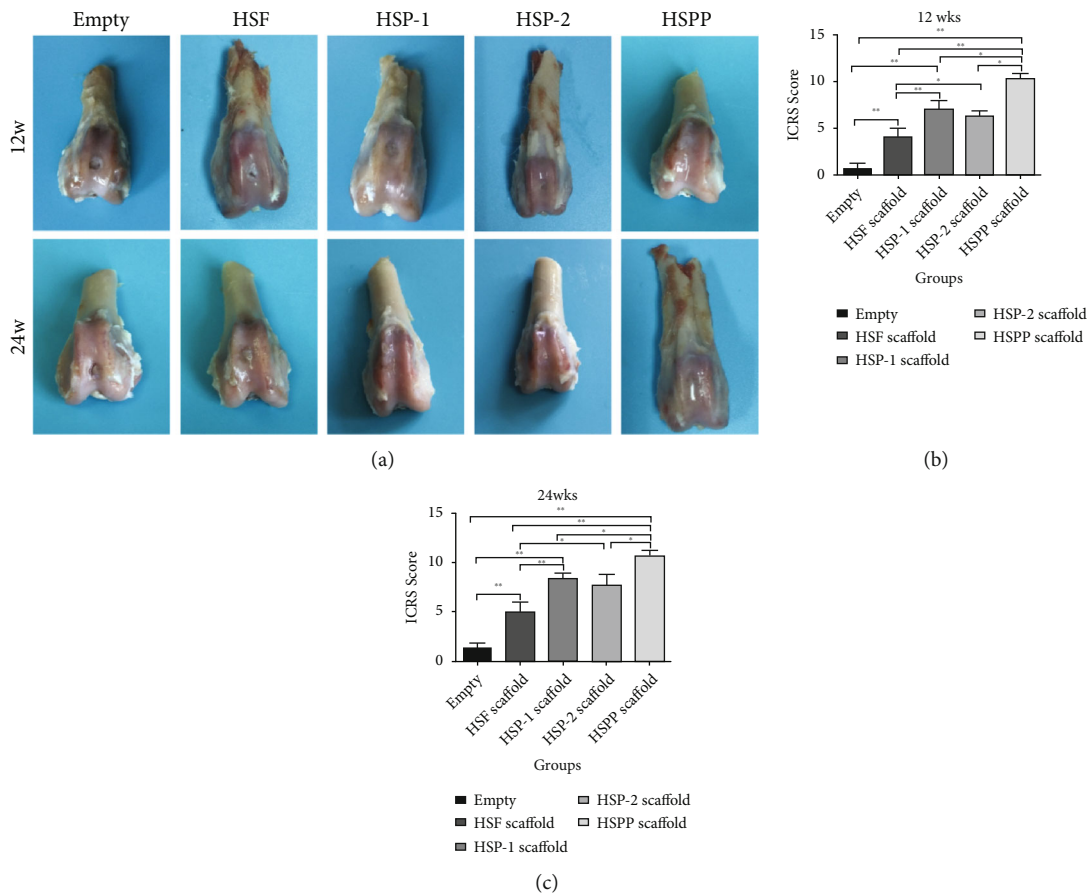 Empty HSF HSP-1 HSP-2 HSPP
12w
24w
(a)
12 wks
**
**
*
**
*
*
**
**
15
10
5
0
ICRS Score
Empty
HSF scaffold
HSP-1 scaffold
HSP-2 scaffold
HSPP scaffold
Groups
Empty HSP-2 scaffold
HSF scaffold HSPP scaffold
HSP-1 scaffold
(b)
24wks
**
**
*
*
*
**
**
**
15
10
5
0
ICRS Score
Empty
HSF scaffold
HSP-1 scaffold
HSP-2 scaffold
HSPP scaffold
Groups
Empty HSP-2 scaffold
HSF scaffold HSPP scaffold
HSP-1 scaffold
(c)